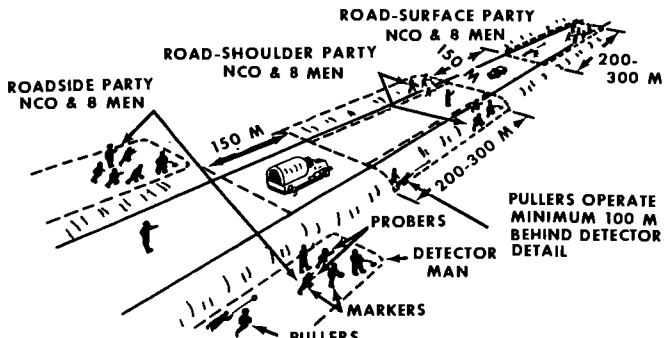 ROAD-SURFACE PARTY
NCO & 8 MEN
ROAD-SHOULDER PARTY
NCO & 8 MEN
ROADSIDE PARTY
NCO & 8 MEN
150 M
200-
300 M
150 M
200-300 M
PULLERS OPERATE
MINIMUM 100 M
BEHIND DETECTOR
DETAIL
PROBERS
DETECTOR
MAN
MARKERS
PULLERS